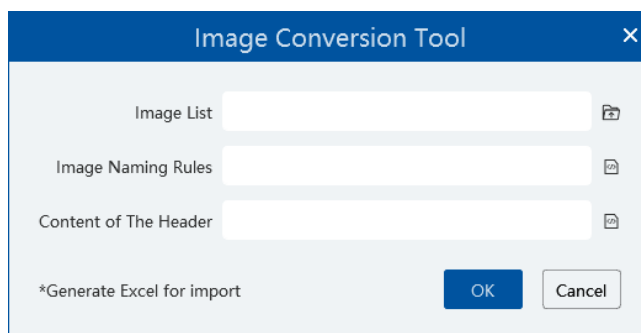 Image Conversion Tool
Image List
Image Naming Rules
Content of The Header
*Generate Excel for import
OK
Cancel